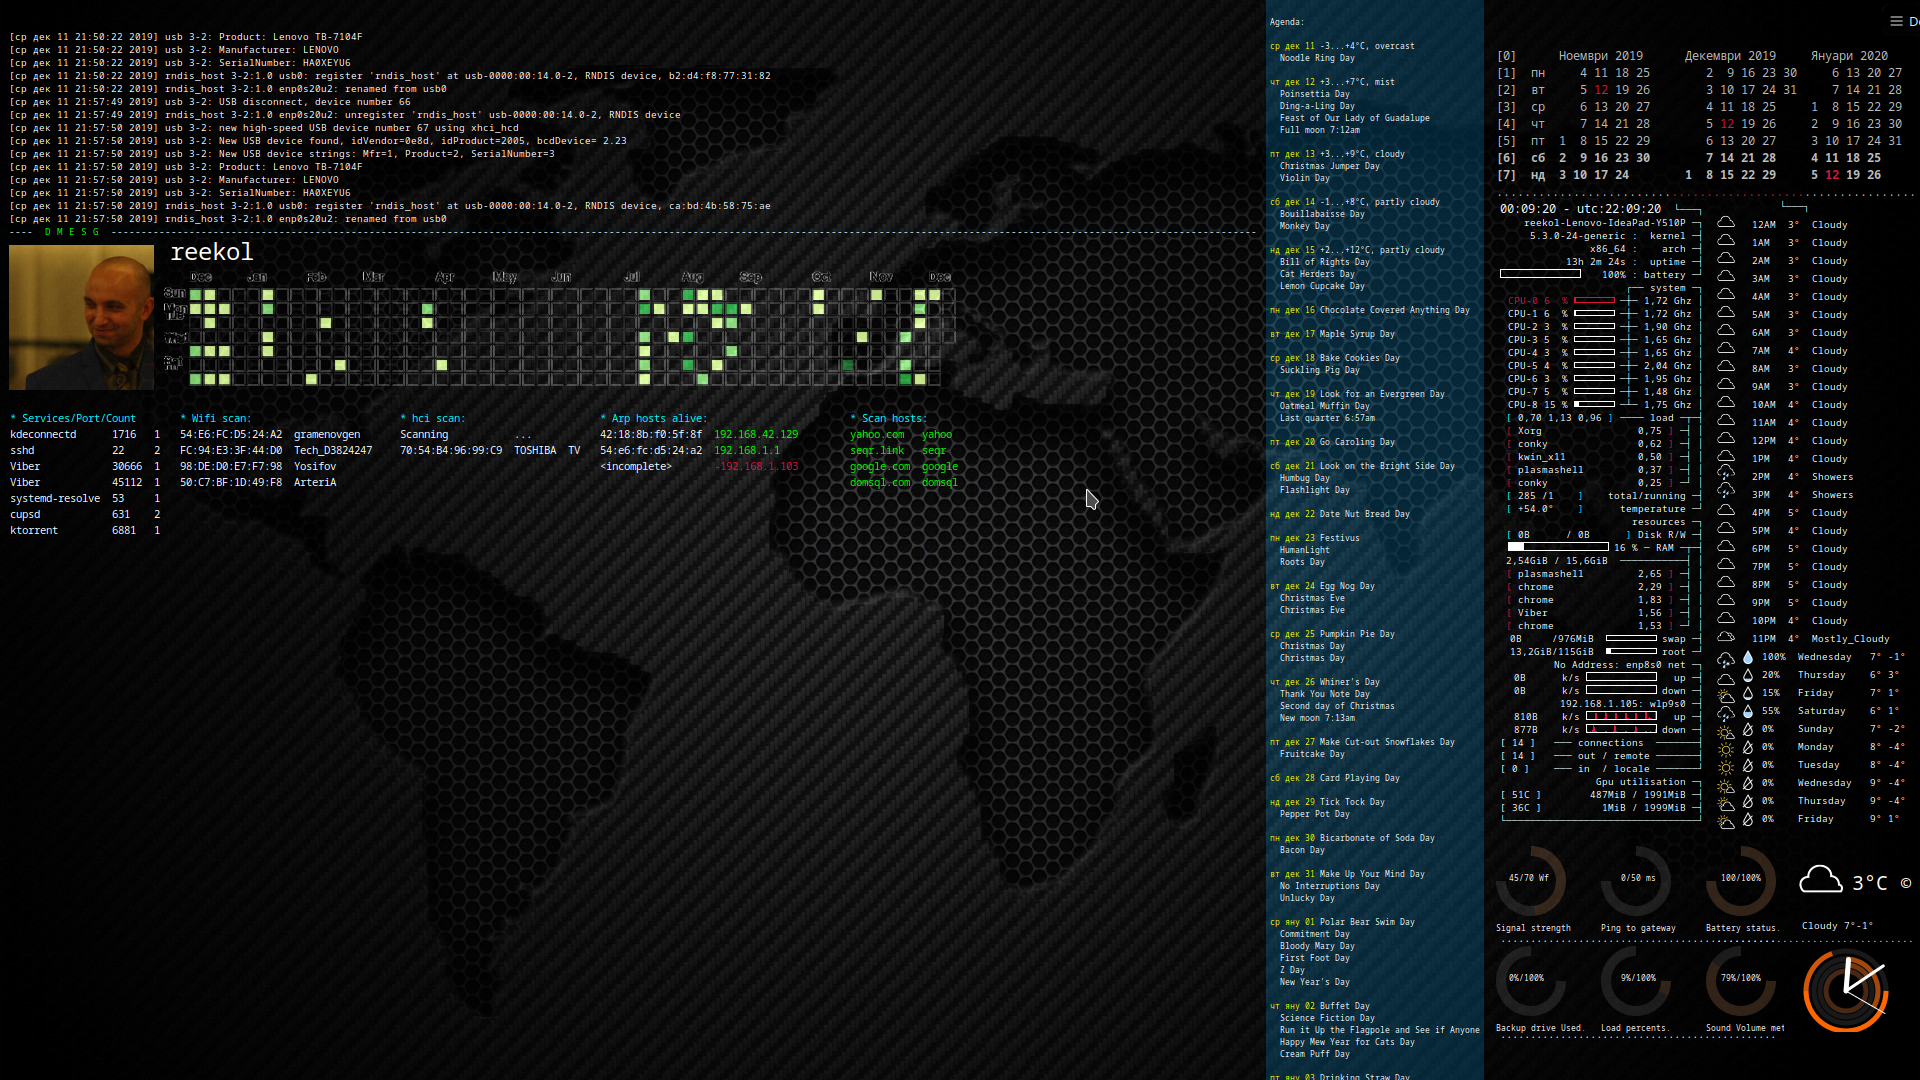 [ср дек 11 21:50:22 2019] usb 3-2: Product: Lenovo TB-7104F
[ср дек 11 21:50:22 2019] usb 3-2: Manufacturer: LENOVO
[ср дек 11 21:50:22 2019] usb 3-2: SerialNumber: HA0XEYU6
[ср дек 11 21:50:22 2019] rndis_host 3-2:1.0 usb0: register 'rndis_host' at usb-0000:00:14.0-2, RNDIS device, b2:d4:f8:77:31:82
[ср дек 11 21:50:22 2019] rndis_host 3-2:1.0 enp0s20u2: renamed from usb0
[ср дек 11 21:57:49 2019] usb 3-2: USB disconnect, device number 66
[ср дек 11 21:57:49 2019] rndis_host 3-2:1.0 enp0s20u2: unregister 'rndis_host' usb-0000:00:14.0-2, RNDIS device
[ср дек 11 21:57:50 2019] usb 3-2: new high-speed USB device number 67 using xhci_hcd
[ср дек 11 21:57:50 2019] usb 3-2: New USB device found, idVendor=0e8d, idProduct=2005, bcdDevice= 2.23
[ср дек 11 21:57:50 2019] usb 3-2: New USB device strings: Mfr=1, Product=2, SerialNumber=3
[ср дек 11 21:57:50 2019] usb 3-2: Product: Lenovo TB-7104F
[ср дек 11 21:57:50 2019] usb 3-2: Manufacturer: LENOVO
[ср дек 11 21:57:50 2019] usb 3-2: SerialNumber: HA0XEYU6
[ср дек 11 21:57:50 2019] rndis_host 3-2:1.0 usb0: register 'rndis_host' at usb-0000:00:14.0-2, RNDIS device, ca:bd:4b:58:75:ae
[ср дек 11 21:57:50 2019] rndis_host 3-2:1.0 enp0s20u2: renamed from usb0
---- D M E S G ----
reekol
Dec Jan Feb Mar Apr May Jun Jul Aug Sep Oct Nov Dec
Sun
Mon
Tue
Wed
Sat
* Services/Port/Count
kdeconnectd 1716 1
sshd 22 2
Viber 30666 1
Viber 45112 1
systemd-resolve 53 1
cupsd 631 2
ktorrent 6881 1
* Wifi scan:
54:E6:FC:D5:24:A2 gramenovgen
FC:94:E3:3F:44:D0 Tech_D3824247
98:DE:D0:E7:F7:98 Yosifov
50:C7:BF:1D:49:F8 ArteriA
* hci scan:
Scanning ...
70:54:B4:96:99:C9 TOSHIBA TV
* Arp hosts alive:
42:18:8b:f0:5f:8f 192.168.42.129
54:e6:fc:d5:24:a2 192.168.1.1
<incomplete> -192.168.1.103
* Scan hosts:
yahoo.com yahoo
seqr.link seqr
google.com google
domsql.com domsql
Agenda:
ср дек 11 -3...+4°C, overcast
Noodle Ring Day
чт дек 12 +3...+7°C, mist
Poinsettia Day
Ding-a-Ling Day
Feast of Our Lady of Guadalupe
Full moon 7:12am
пт дек 13 +3...+9°C, cloudy
Christmas Jumper Day
Violin Day
сб дек 14 -1...+8°C, partly cloudy
Bouillabaisse Day
Monkey Day
нд дек 15 +2...+12°C, partly cloudy
Bill of Rights Day
Cat Herders Day
Lemon Cupcake Day
пн дек 16 Chocolate Covered Anything Day
вт дек 17 Maple Syrup Day
ср дек 18 Bake Cookies Day
Suckling Pig Day
чт дек 19 Look for an Evergreen Day
Oatmeal Muffin Day
Last quarter 6:57am
пт дек 20 Go Caroling Day
сб дек 21 Look on the Bright Side Day
Humbug Day
Flashlight Day
нд дек 22 Date Nut Bread Day
пн дек 23 Festivus
HumanLight
Roots Day
вт дек 24 Egg Nog Day
Christmas Eve
Christmas Eve
ср дек 25 Pumpkin Pie Day
Christmas Day
Christmas Day
чт дек 26 Whiner's Day
Thank You Note Day
Second day of Christmas
New moon 7:13am
пт дек 27 Make Cut-out Snowflakes Day
Fruitcake Day
сб дек 28 Card Playing Day
нд дек 29 Tick Tock Day
Pepper Pot Day
пн дек 30 Bicarbonate of Soda Day
Bacon Day
вт дек 31 Make Up Your Mind Day
No Interruptions Day
Unlucky Day
ср яну 01 Polar Bear Swim Day
Commitment Day
Bloody Mary Day
First Foot Day
Z Day
New Year's Day
чт яну 02 Buffet Day
Science Fiction Day
Run it Up the Flagpole and See if Anyone
Happy Mew Year for Cats Day
Cream Puff Day
пт яну 03 Drinking Straw Day
[0] Ноември 2019 Декември 2019 Януари 2020
[1] пн 4 11 18 25 2 9 16 23 30 6 13 20 27
[2] вт 5 12 19 26 3 10 17 24 31 7 14 21 28
[3] ср 6 13 20 27 4 11 18 25 1 8 15 22 29
[4] чт 7 14 21 28 5 12 19 26 2 9 16 23 30
[5] пт 1 8 15 22 29 6 13 20 27 3 10 17 24 31
[6] сб 2 9 16 23 30 7 14 21 28 4 11 18 25
[7] нд 3 10 17 24 1 8 15 22 29 5 12 19 26
00:09:20 - utc:22:09:20
reekol-Lenovo-IdeaPad-Y510P
5.3.0-24-generic : kernel
x86_64 : arch
13h 2m 24s : uptime
100% : battery
system
CPU-0 6 % 1,72 Ghz
CPU-1 6 % 1,72 Ghz
CPU-2 3 % 1,90 Ghz
CPU-3 5 % 1,65 Ghz
CPU-4 3 % 1,65 Ghz
CPU-5 4 % 2,04 Ghz
CPU-6 3 % 1,95 Ghz
CPU-7 5 % 1,48 Ghz
CPU-8 15 % 1,75 Ghz
[ 0,70 1,13 0,96 ] load
[ Xorg 0,75 ]
[ conky 0,62 ]
[ kwin_x11 0,50 ]
[ plasmashell 0,37 ]
[ conky 0,25 ]
[ 285 /1 ] total/running
[ +54.0° ] temperature
resources
[ 0B / 0B ] Disk R/W
16 % RAM
2,54GiB / 15,6GiB
[ plasmashell 2,65 ]
[ chrome 2,29 ]
[ chrome 1,83 ]
[ Viber 1,56 ]
[ chrome 1,53 ]
0B /976MiB swap
13,2GiB/115GiB root
No Address: enp8s0 net
0B k/s up
0B k/s down
192.168.1.105: wlp9s0
810B k/s up
877B k/s down
[ 14 ] connections
[ 14 ] out / remote
[ 0 ] in / locale
Gpu utilisation
[ 51C ] 487MiB / 1991MiB
[ 36C ] 1MiB / 1999MiB
12AM 3° Cloudy
1AM 3° Cloudy
2AM 3° Cloudy
3AM 3° Cloudy
4AM 3° Cloudy
5AM 3° Cloudy
6AM 3° Cloudy
7AM 4° Cloudy
8AM 3° Cloudy
9AM 3° Cloudy
10AM 4° Cloudy
11AM 4° Cloudy
12PM 4° Cloudy
1PM 4° Cloudy
2PM 4° Showers
3PM 4° Showers
4PM 5° Cloudy
5PM 4° Cloudy
6PM 5° Cloudy
7PM 5° Cloudy
8PM 5° Cloudy
9PM 5° Cloudy
10PM 4° Cloudy
11PM 4° Mostly_Cloudy
100% Wednesday 7° -1°
20% Thursday 6° 3°
15% Friday 7° 1°
55% Saturday 6° 1°
0% Sunday 7° -2°
0% Monday 8° -4°
0% Tuesday 8° -4°
0% Wednesday 9° -4°
0% Thursday 9° -4°
0% Friday 9° 1°
45/70 Wf
0/50 ms
100/100%
3°C ©
Signal strength
Ping to gateway
Battery status.
Cloudy 7°-1°
0%/100%
9%/100%
79%/100%
Backup drive Used.
Load percents.
Sound Volume met